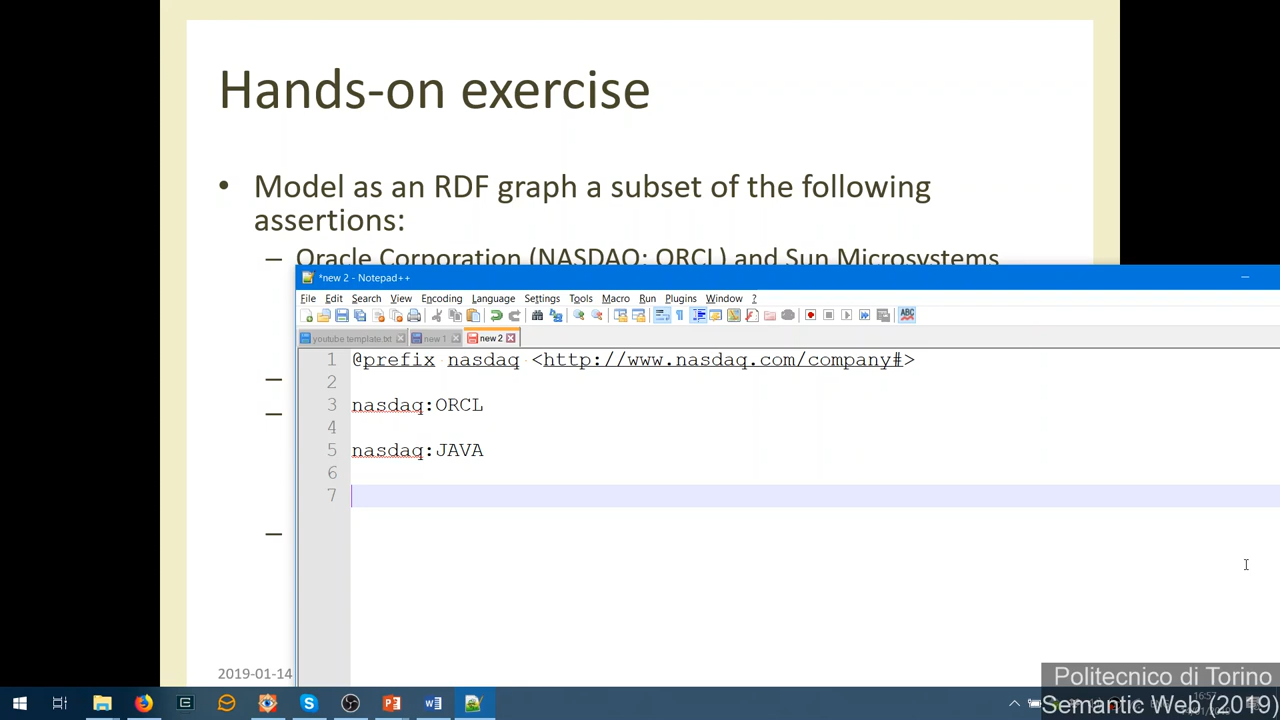 Hands-on exercise
• Model as an RDF graph a subset of the following
assertions:
– Oracle Corporation (NASDAQ: ORCL) and Sun Microsystems
*new 2 - Notepad++
File Edit Search View Encoding Language Settings Tools Macro Run Plugins Window ?
youtube template.txt new 1 new 2
1 @prefix nasdaq <http://www.nasdaq.com/company#>
2
3 nasdaq:ORCL
4
5 nasdaq:JAVA
6
7
2019-01-14
Politecnico di Torino
Semantic Web (2019)